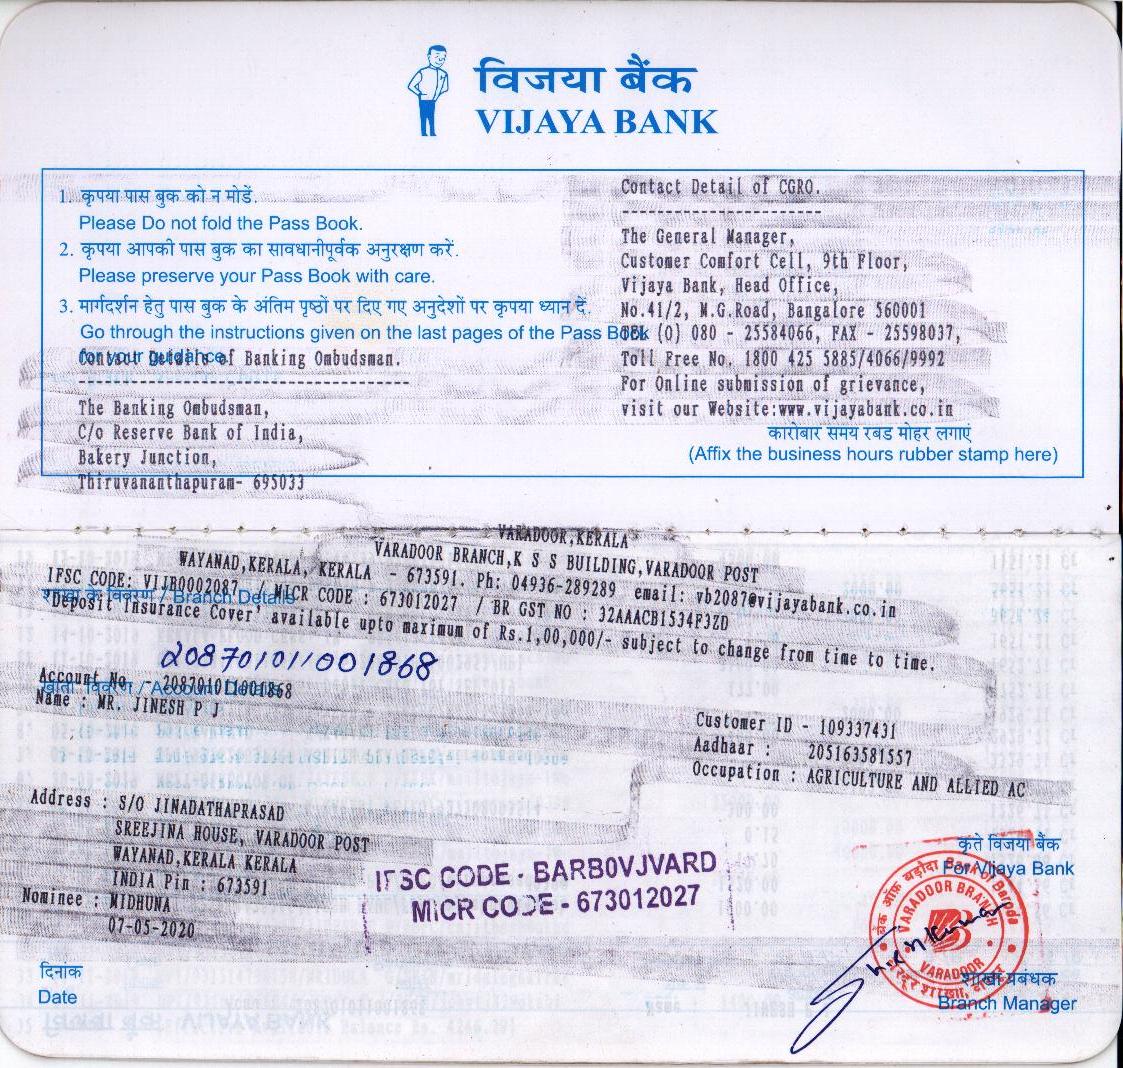 विजया बैंक
VIJAYA BANK
1. कृपया पास बुक को न मोडें.
Please Do not fold the Pass Book.
2. कृपया आपकी पास बुक का सावधानीपूर्वक अनुरक्षण करें.
Please preserve your Pass Book with care.
3. मार्गदर्शन हेतु पास बुक के अंतिम पृष्ठों पर दिए गए अनुदेशों पर कृपया ध्यान दें.
Go through the instructions given on the last pages of the Pass Book
for your guidance.
Contact Details of Banking Ombudsman.
The Banking Ombudsman,
C/o Reserve Bank of India,
Bakery Junction,
Thiruvananthapuram- 695033
Contact Detail of CGRO.
The General Manager,
Customer Comfort Cell, 9th Floor,
Vijaya Bank, Head Office,
No.41/2, M.G.Road, Bangalore 560001
TEL (O) 080 - 25584066, FAX - 25598037,
Toll Free No. 1800 425 5885/4066/9992
For Online submission of grievance,
visit our Website:www.vijayabank.co.in
कारोबार समय रबड मोहर लगाएं
(Affix the business hours rubber stamp here)
VARADOOR,KERALA
VARADOOR BRANCH,K S S BUILDING,VARADOOR POST
WAYANAD,KERALA, KERALA - 673591. Ph: 04936-289289 email: vb2087@vijayabank.co.in
IFSC CODE: VIJB0002087 / MICR CODE : 673012027 / BR GST NO : 32AAACB1534F3ZD
शाखा के विवरण / Branch Details
'Deposit Insurance Cover' available upto maximum of Rs.1,00,000/- subject to change from time to time.
208701011001868
Account No - 208701011001868
खाता विवरण / Account Details
Name : MR. JINESH P J
Customer ID - 109337431
Aadhaar : 205163581557
Occupation : AGRICULTURE AND ALLIED AC
Address : S/O JINADATHAPRASAD
SREEJINA HOUSE, VARADOOR POST
WAYANAD,KERALA KERALA
INDIA Pin : 673591
Nominee : MIDHUNA
07-05-2020
IFSC CODE - BARB0VJVARD
MICR CODE - 673012027
कृते विजया बैंक
For Vijaya Bank
बैंक ऑफ़ बड़ोदा Bank of Baroda
VARADOOR BRANCH
VARADOOR
दिनांक
Date
शाखा प्रबंधक
Branch Manager